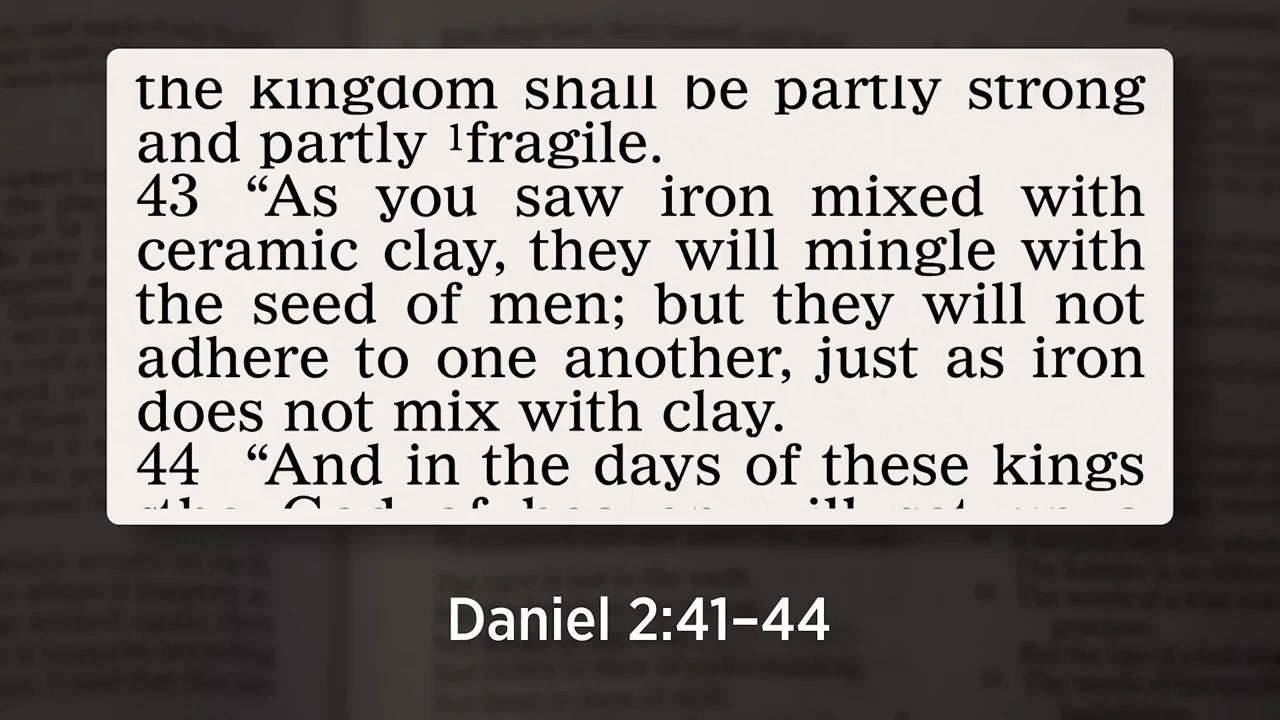 the kingdom shall be partly strong
and partly ¹fragile.
43 “As you saw iron mixed with
ceramic clay, they will mingle with
the seed of men; but they will not
adhere to one another, just as iron
does not mix with clay.
44 “And in the days of these kings
Daniel 2:41–44